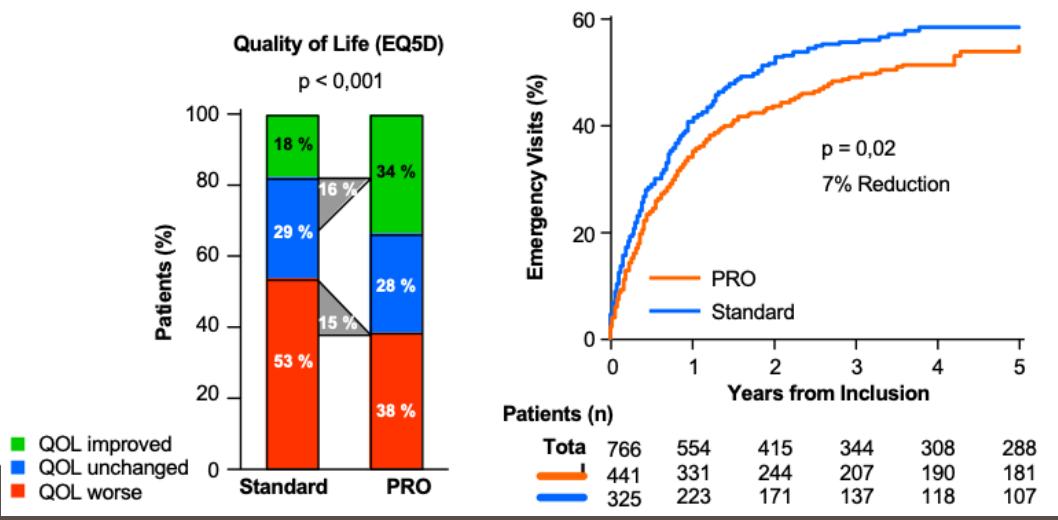 Quality of Life (EQ5D)
p < 0,001
Patients (%)
100
80
60
40
20
0
18 %
29 %
53 %
16 %
15 %
34 %
28 %
38 %
Standard
PRO
QOL improved
QOL unchanged
QOL worse
Emergency Visits (%)
60
40
20
0
p = 0,02
7% Reduction
PRO
Standard
0 1 2 3 4 5
Years from Inclusion
Patients (n)
Tota 766 554 415 344 308 288
441 331 244 207 190 181
325 223 171 137 118 107